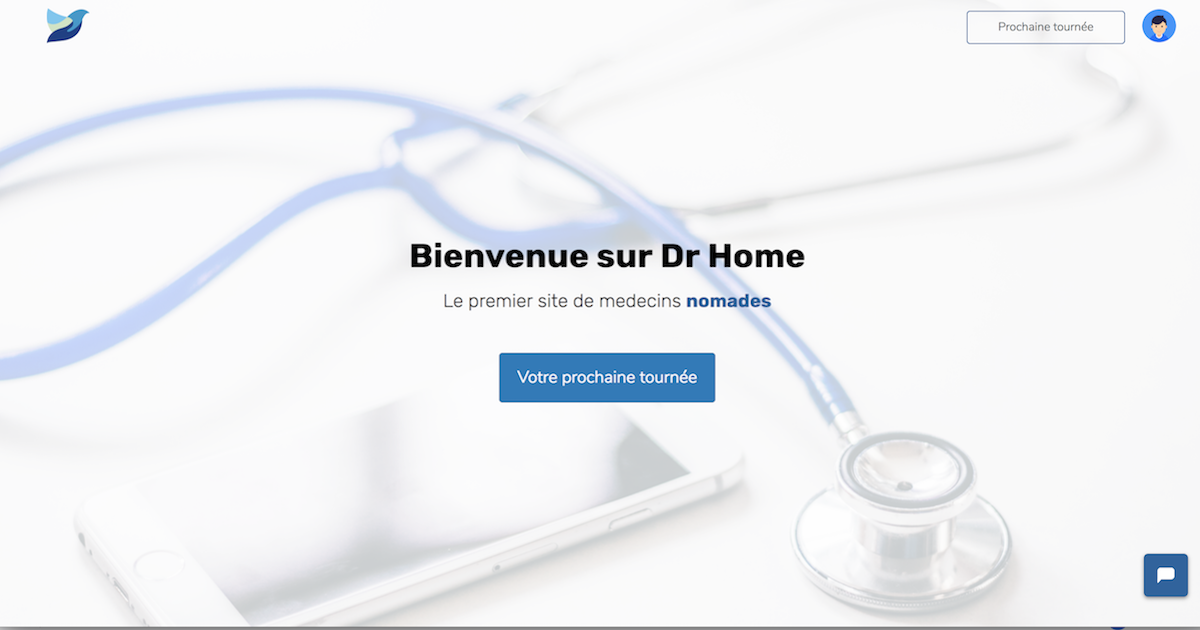 Prochaine tournée
Bienvenue sur Dr Home
Le premier site de medecins nomades
Votre prochaine tournée